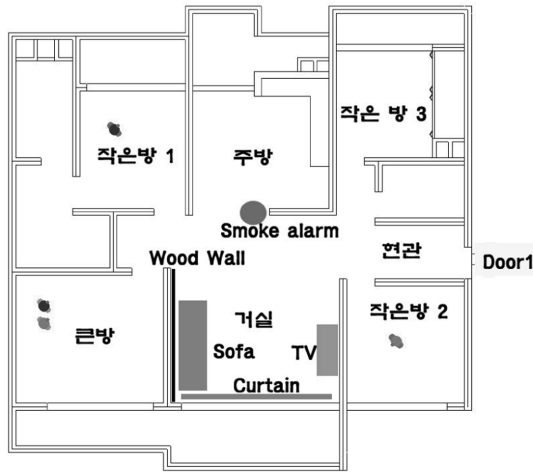 작은 방 3
작은방 1
주방
Smoke alarm
현관
Wood Wall
Door1
작은방 2
거실
큰방
Sofa
TV
Curtain